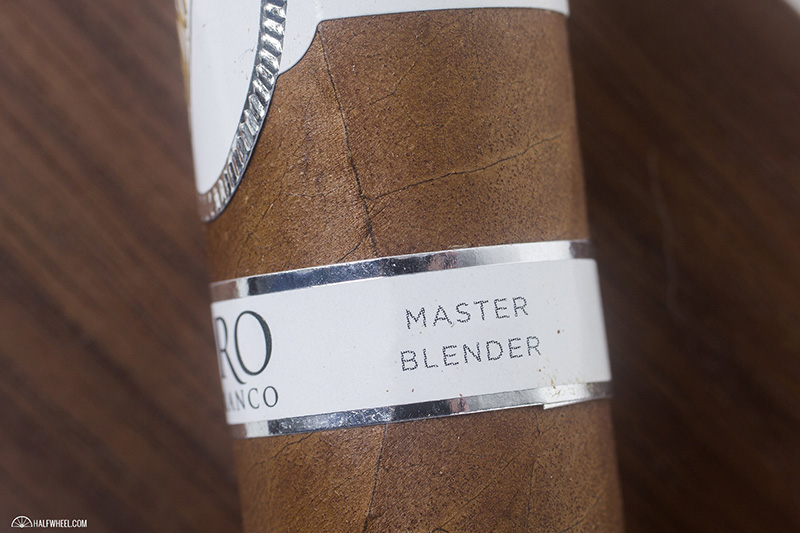 RO
ANCO
MASTER
BLENDER
HALFWHEEL.COM